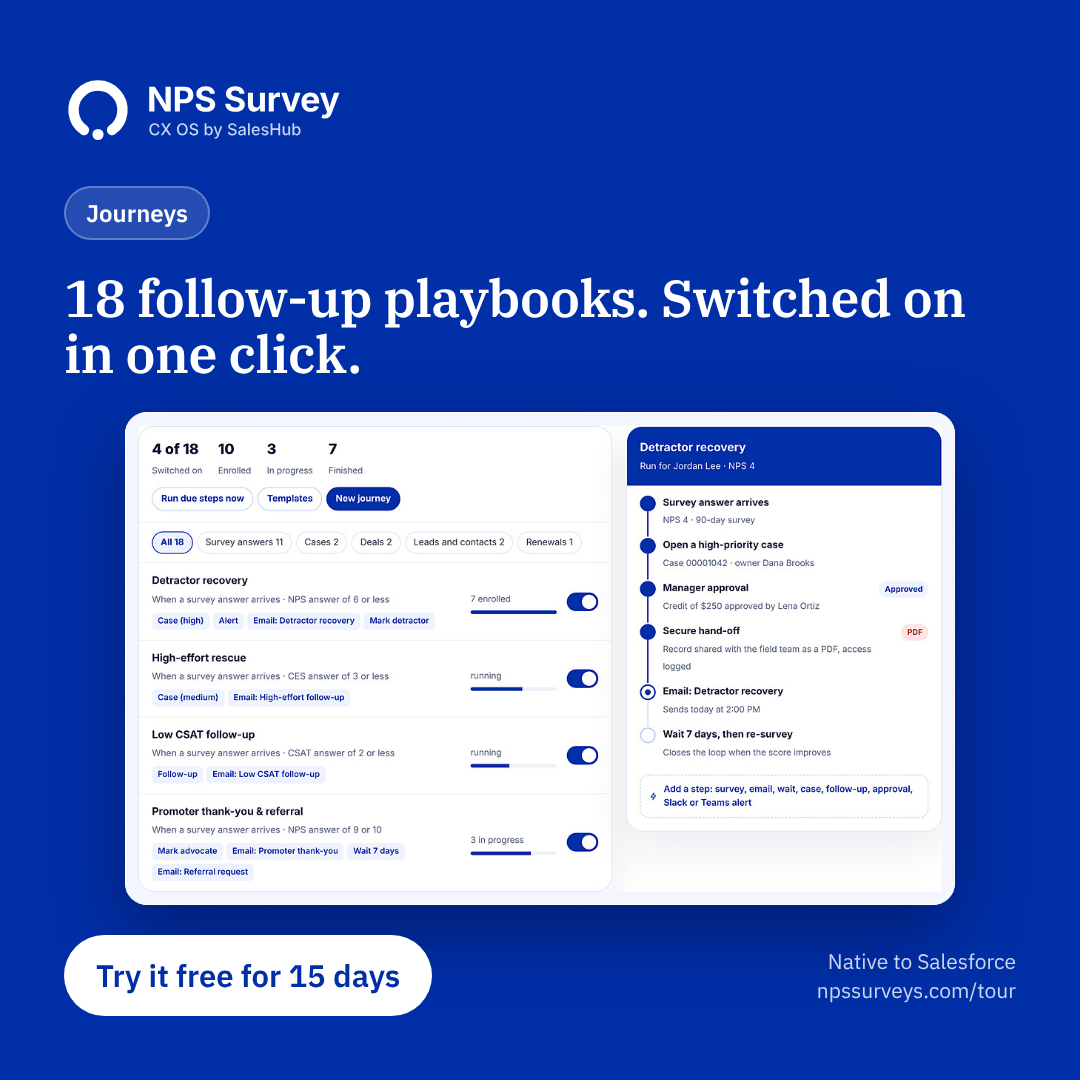 NPS Survey
CX OS by SalesHub
Journeys
18 follow-up playbooks. Switched on
in one click.
4 of 18 10 3 7
Switched on Enrolled In progress Finished
Run due steps now Templates New journey
All 18 Survey answers 11 Cases 2 Deals 2 Leads and contacts 2 Renewals 1
Detractor recovery
When a survey answer arrives · NPS answer of 6 or less
Case (high) Alert Email: Detractor recovery Mark detractor
7 enrolled
High-effort rescue
When a survey answer arrives · CES answer of 3 or less
Case (medium) Email: High-effort follow-up
running
Low CSAT follow-up
When a survey answer arrives · CSAT answer of 2 or less
Follow-up Email: Low CSAT follow-up
running
Promoter thank-you & referral
When a survey answer arrives · NPS answer of 9 or 10
Mark advocate Email: Promoter thank-you Wait 7 days
Email: Referral request
3 in progress
Detractor recovery
Run for Jordan Lee · NPS 4
Survey answer arrives
NPS 4 · 90-day survey
Open a high-priority case
Case 00001042 · owner Dana Brooks
Manager approval Approved
Credit of $250 approved by Lena Ortiz
Secure hand-off PDF
Record shared with the field team as a PDF, access
logged
Email: Detractor recovery
Sends today at 2:00 PM
Wait 7 days, then re-survey
Closes the loop when the score improves
Add a step: survey, email, wait, case, follow-up, approval,
Slack or Teams alert
Try it free for 15 days
Native to Salesforce
npssurveys.com/tour